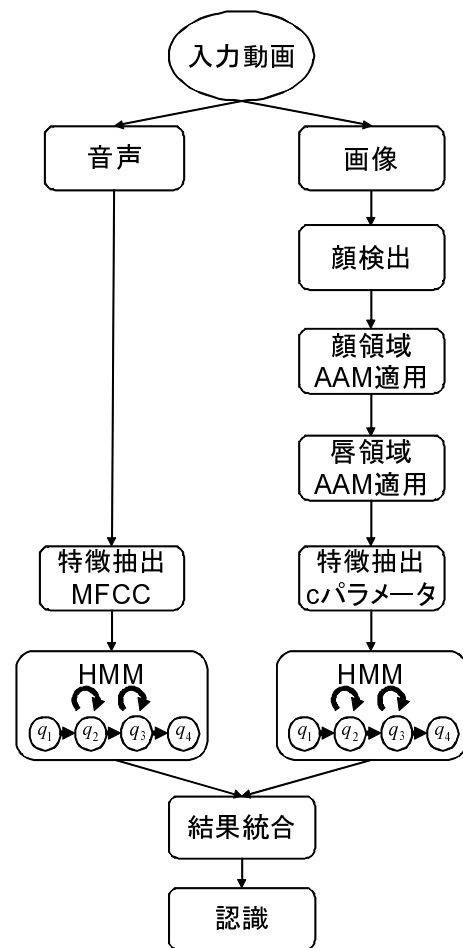 入力動画
音声
画像
顔検出
顔領域
AAM適用
唇領域
AAM適用
特徴抽出
MFCC
特徴抽出
cパラメータ
HMM
q1 q2 q3 q4
HMM
q1 q2 q3 q4
結果統合
認識